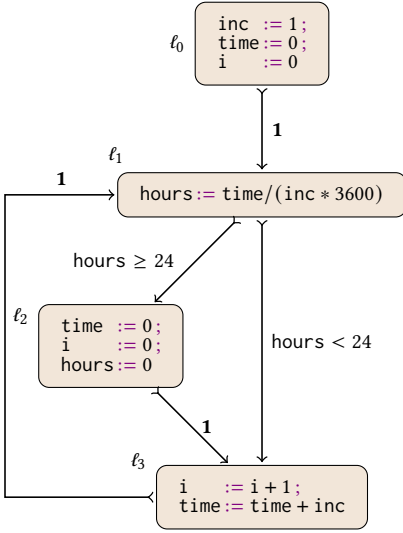 ℓ0
inc := 1 ;
time := 0 ;
i := 0
1
ℓ1
1
hours := time/(inc ∗ 3600)
hours ≥ 24
hours < 24
ℓ2
time := 0 ;
i := 0 ;
hours := 0
1
ℓ3
i := i + 1 ;
time := time + inc